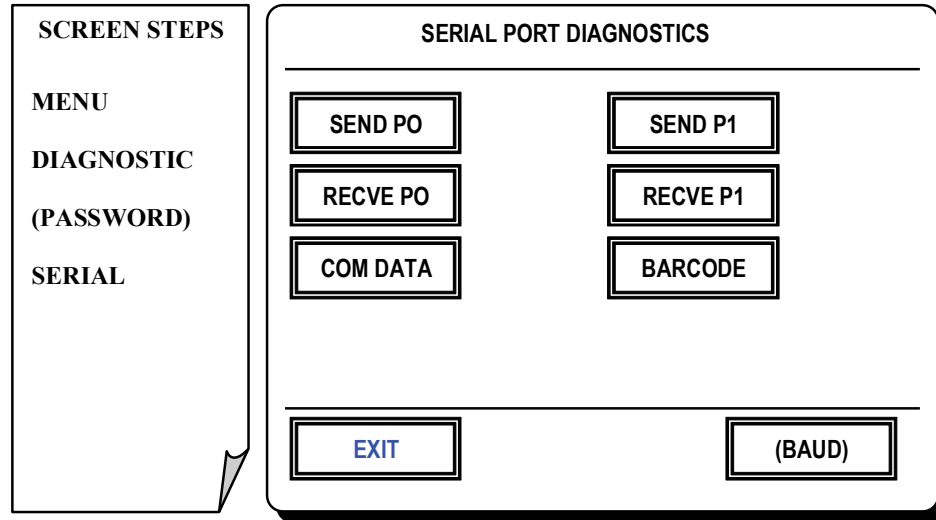 SCREEN STEPS
MENU
DIAGNOSTIC
(PASSWORD)
SERIAL
SERIAL PORT DIAGNOSTICS
SEND PO
SEND P1
RECVE PO
RECVE P1
COM DATA
BARCODE
EXIT
(BAUD)